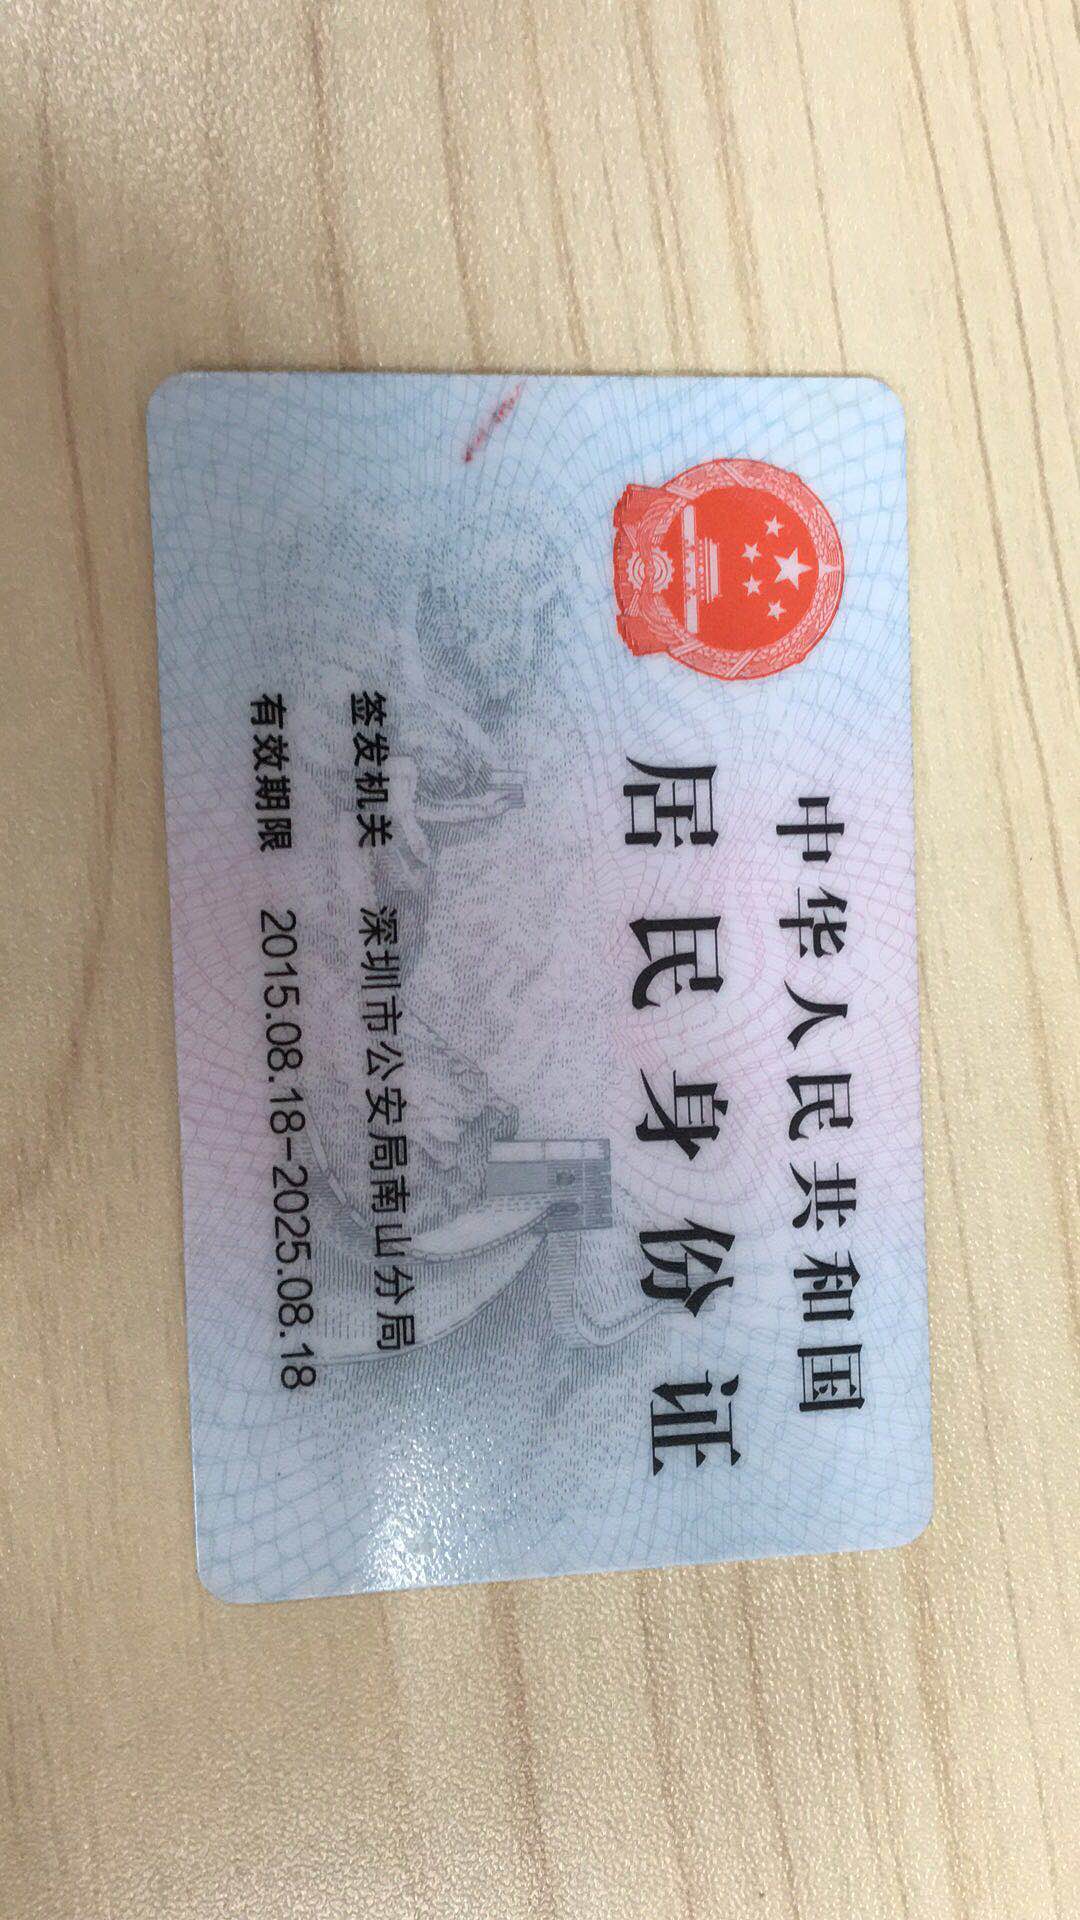 中华人民共和国
居民身份证
签发机关 深圳市公安局南山分局
有效期限 2015.08.18-2025.08.18